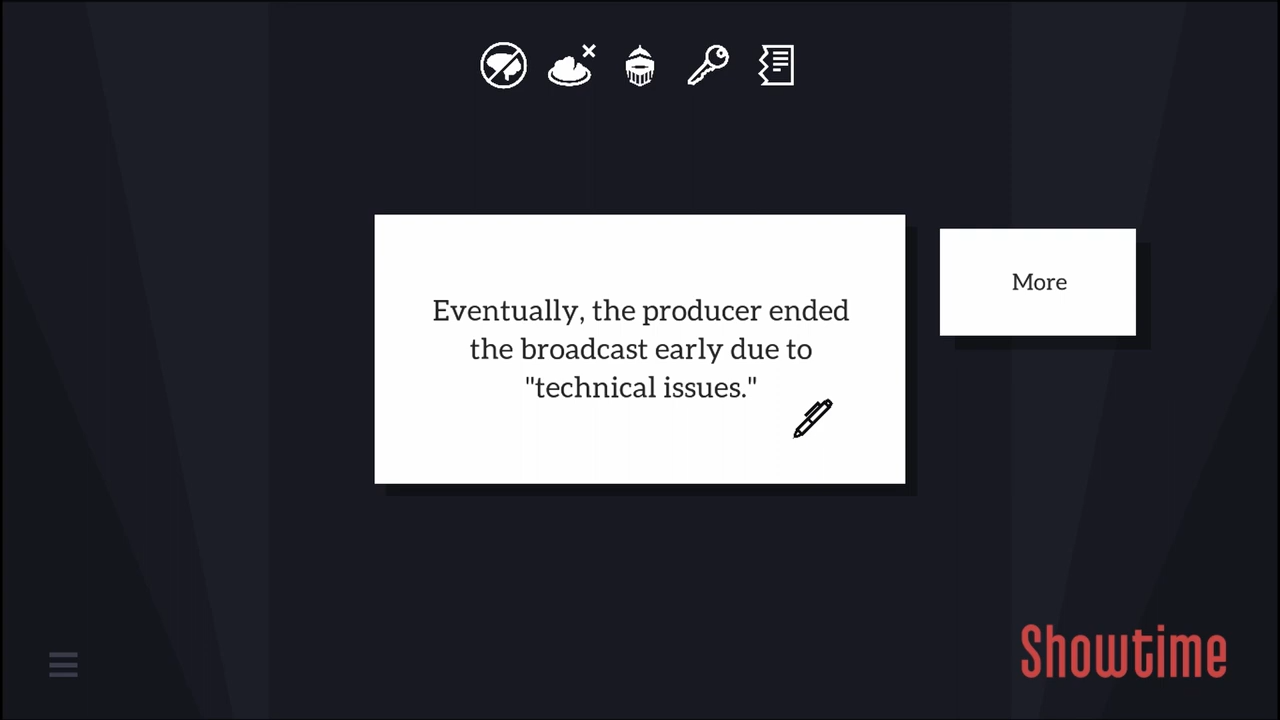 Eventually, the producer ended
the broadcast early due to
"technical issues."
More
Showtime